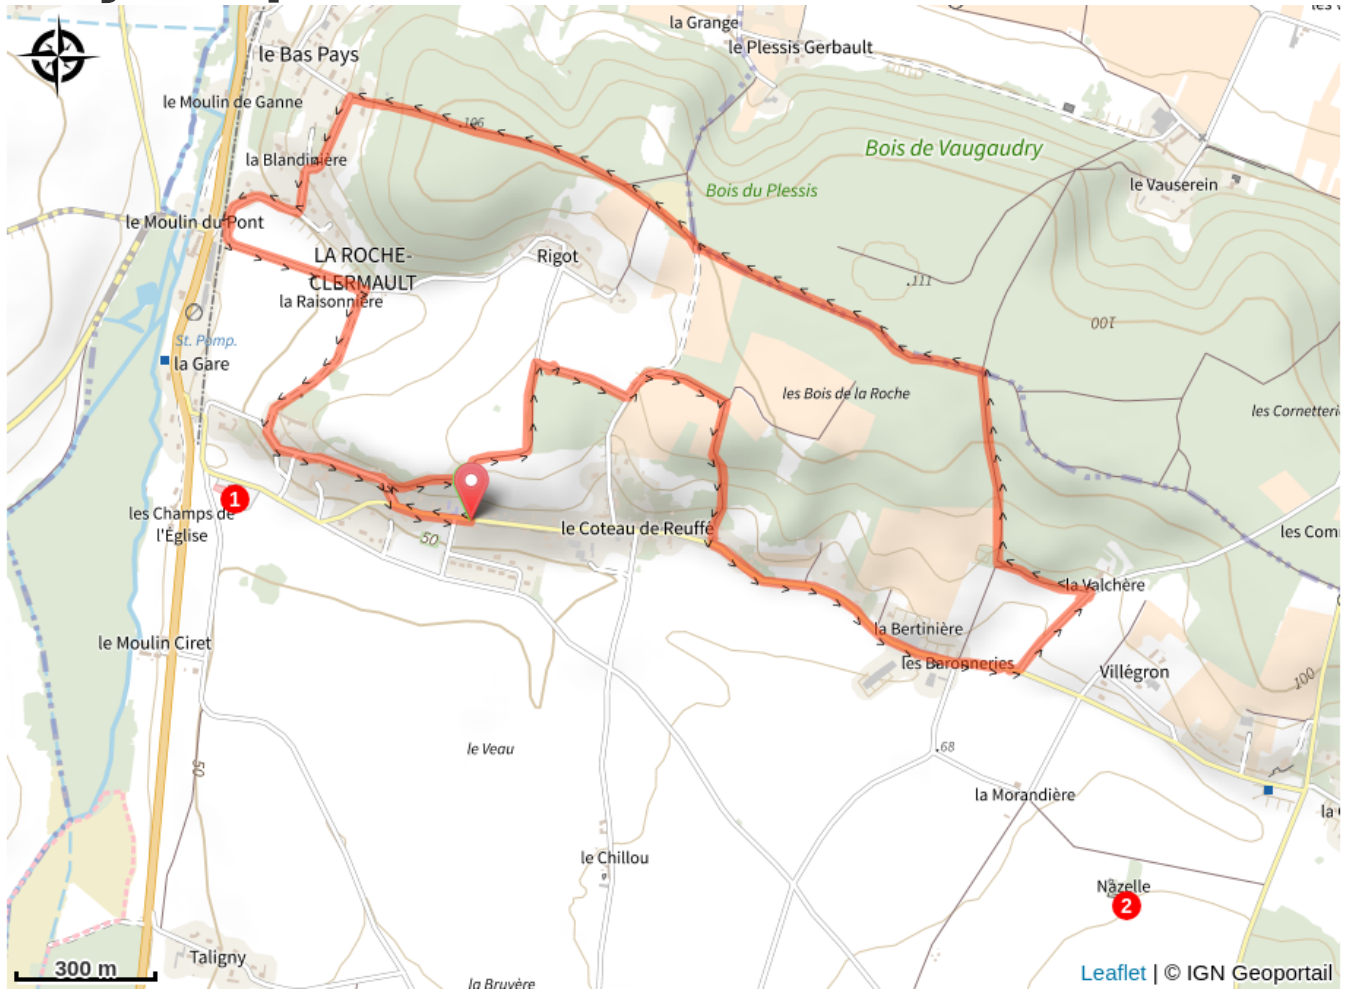 la Grange
le Plessis Gerbault
le Bas Pays
le Moulin de Ganne
.106
Bois de Vaugaudry
la Blandinière
le Vauserein
Bois du Plessis
le Moulin du Pont
LA ROCHE-
CLERMAULT
Rigot
.111
la Raisonnière
100
St. Pomp.
la Gare
les Bois de la Roche
les Cornetteri
1
les Champs de
l'Église
le Coteau de Reuffé
50
les Com
la Valchère
la Bertinière
le Moulin Ciret
les Baronneries
Villégron
100
le Veau
.68
50
la Morandière
la
le Chillou
Nazelle
2
Taligny
300 m
la Bruyère
Leaflet | © IGN Geoportail